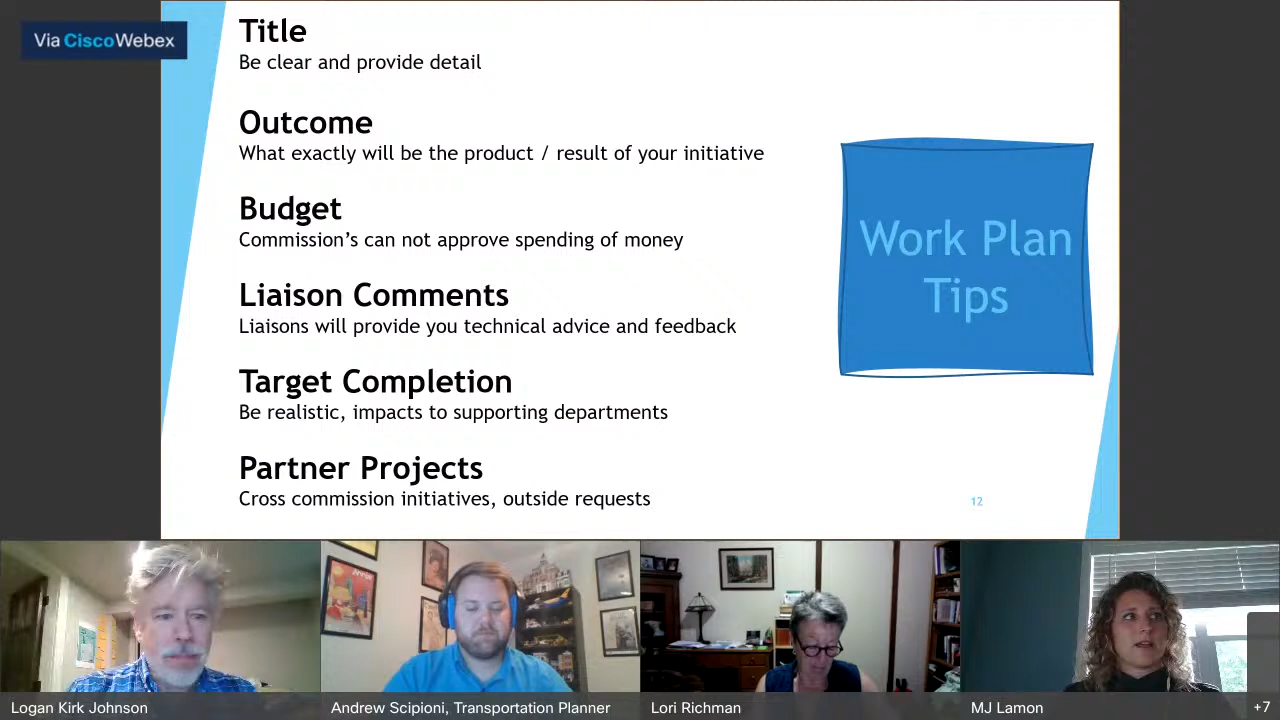 Via Cisco Webex
Title
Be clear and provide detail
Outcome
What exactly will be the product / result of your initiative
Budget
Commission’s can not approve spending of money
Liaison Comments
Liaisons will provide you technical advice and feedback
Target Completion
Be realistic, impacts to supporting departments
Partner Projects
Cross commission initiatives, outside requests
Work Plan
Tips
12
Logan Kirk Johnson
Andrew Scipioni, Transportation Planner
Lori Richman
MJ Lamon
+7